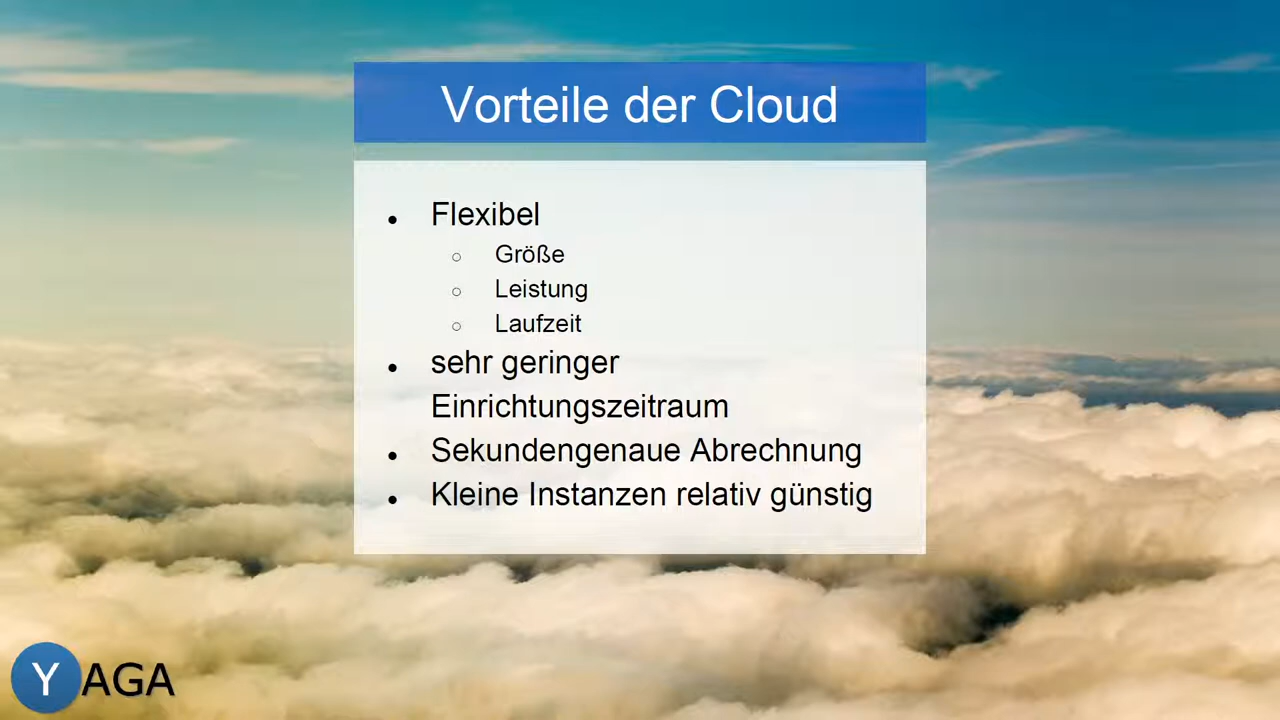 Vorteile der Cloud
Flexibel
Größe
Leistung
Laufzeit
sehr geringer
Einrichtungszeitraum
Sekundengenaue Abrechnung
Kleine Instanzen relativ günstig
YAGA